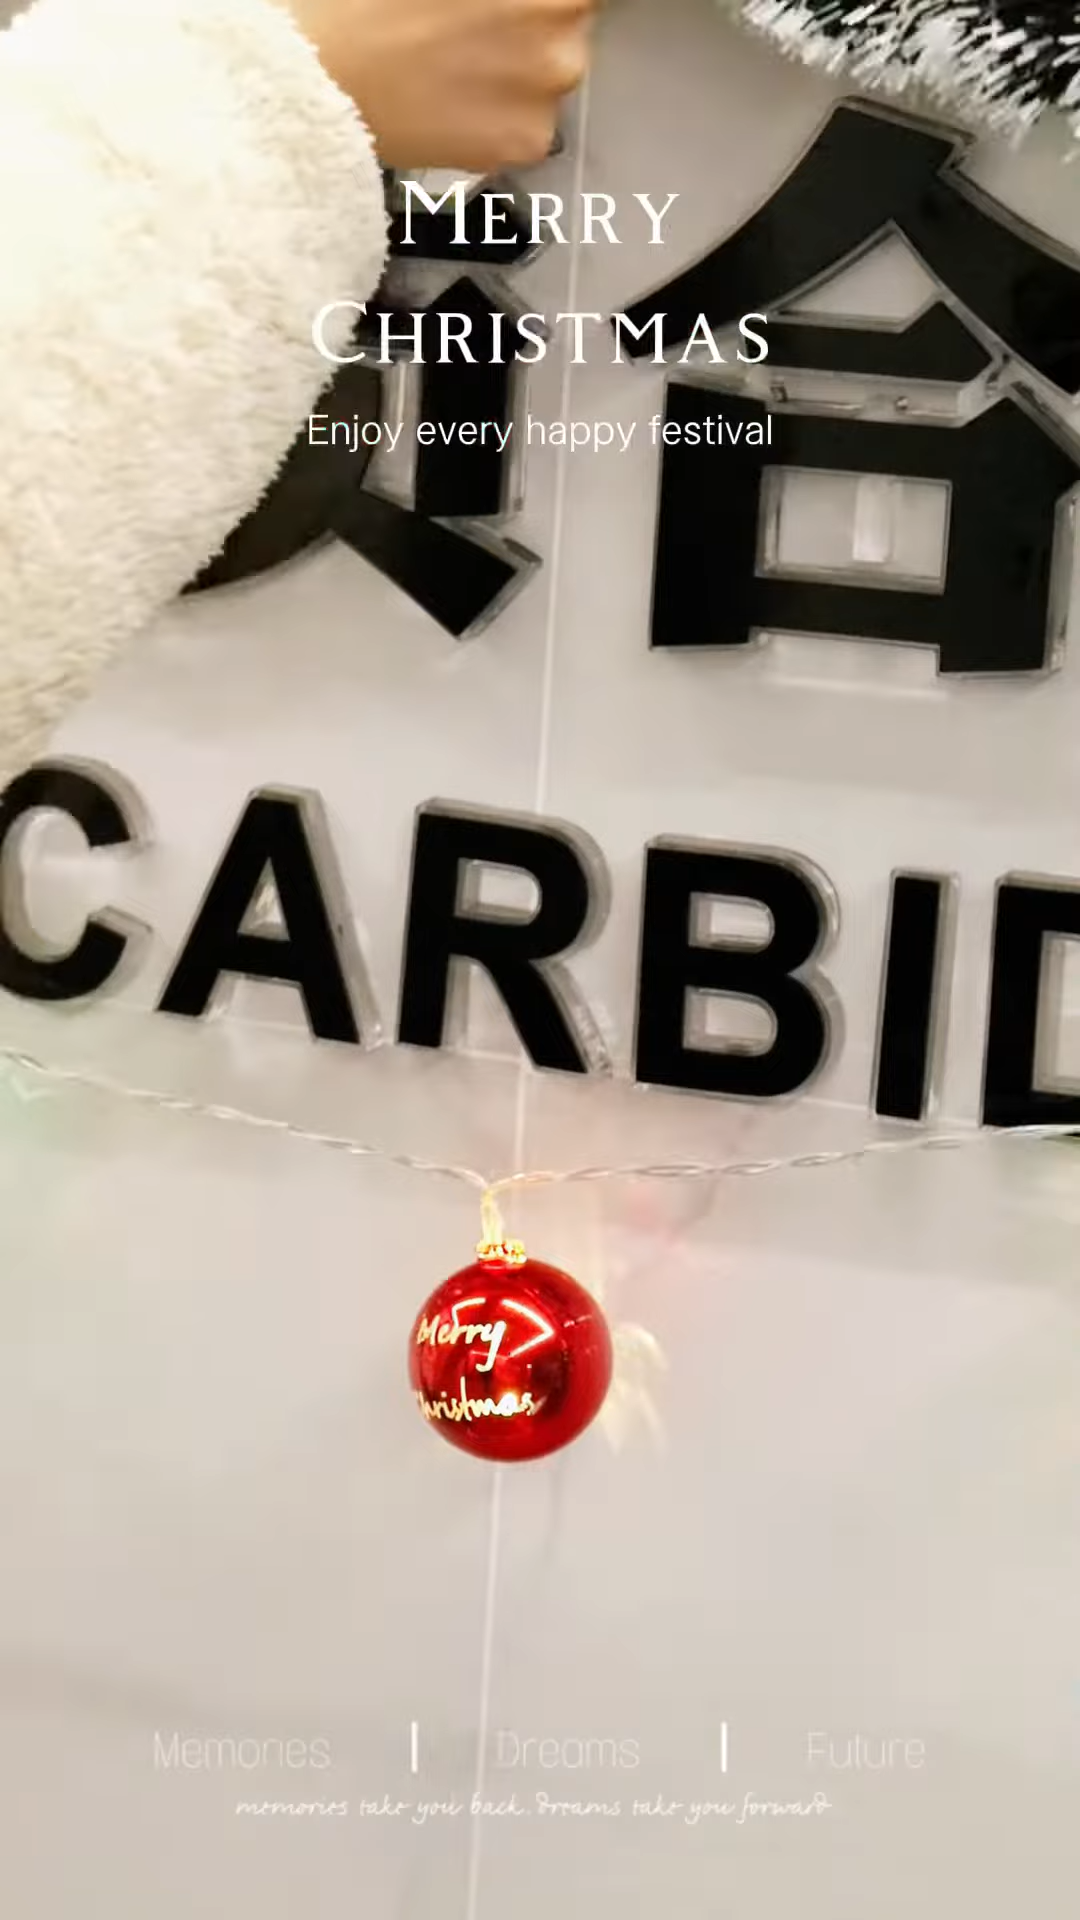 MERRY
CHRISTMAS
Enjoy every happy festival
合
CARBID
Merry
Christmas
Memories | Dreams | Future
memories take you back. dreams take you forward